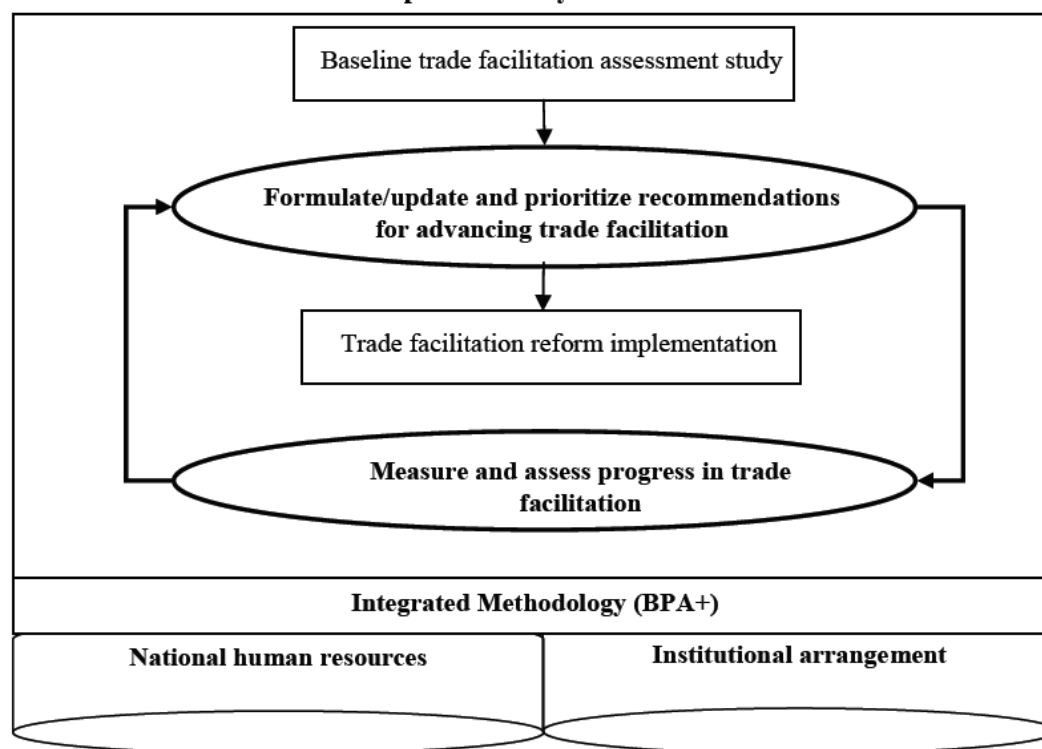 Baseline trade facilitation assessment study
Formulate/update and prioritize recommendations
for advancing trade facilitation
Trade facilitation reform implementation
Measure and assess progress in trade
facilitation
Integrated Methodology (BPA+)
National human resources
Institutional arrangement